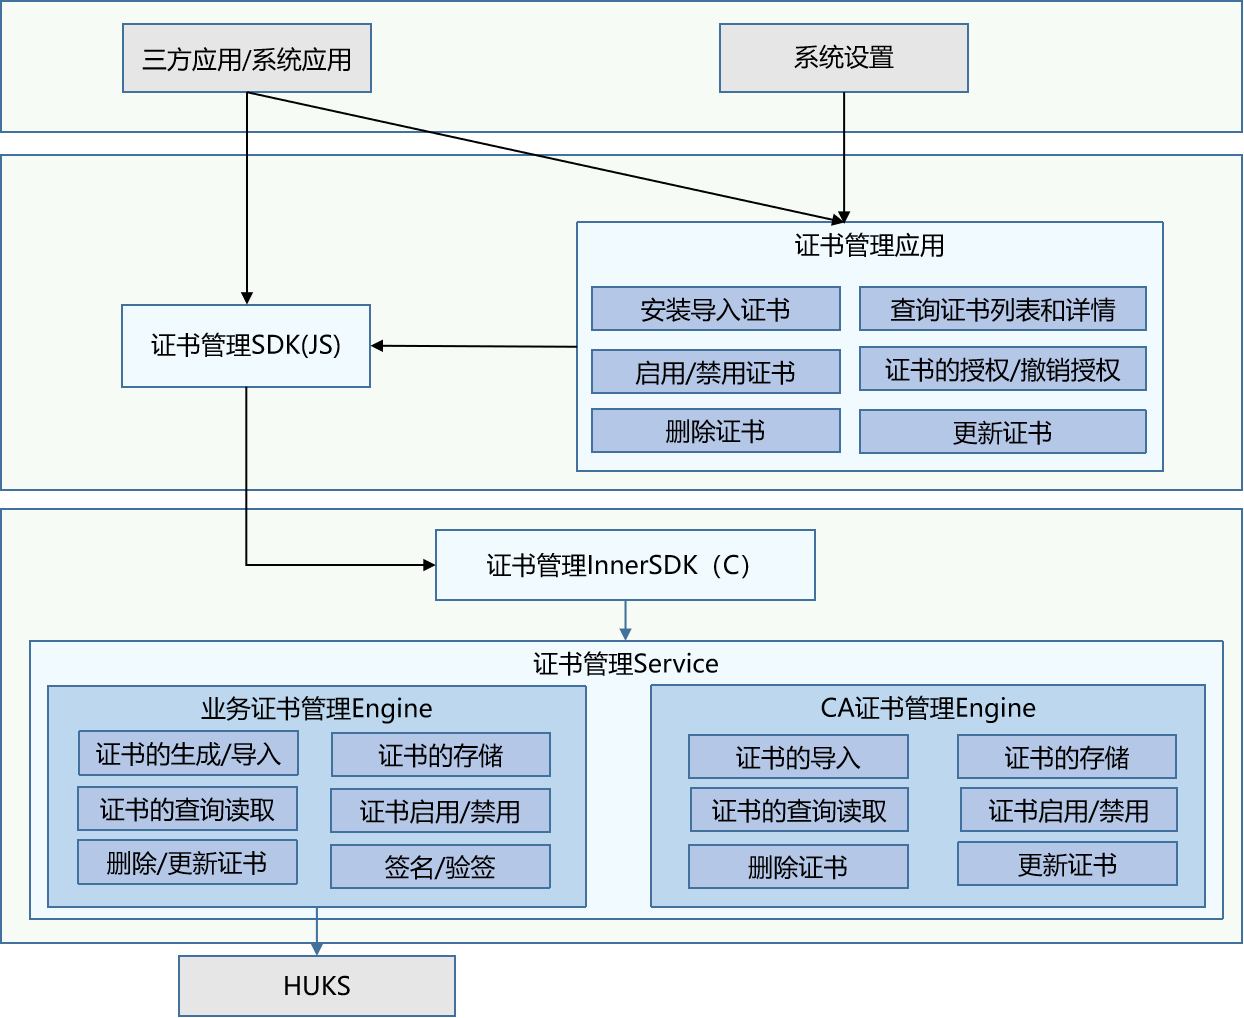 三方应用/系统应用
系统设置
证书管理应用
安装导入证书
查询证书列表和详情
证书管理SDK(JS)
启用/禁用证书
证书的授权/撤销授权
删除证书
更新证书
证书管理InnerSDK（C）
证书管理Service
业务证书管理Engine
证书的生成/导入
证书的存储
证书的查询读取
证书启用/禁用
删除/更新证书
签名/验签
CA证书管理Engine
证书的导入
证书的存储
证书的查询读取
证书启用/禁用
删除证书
更新证书
HUKS